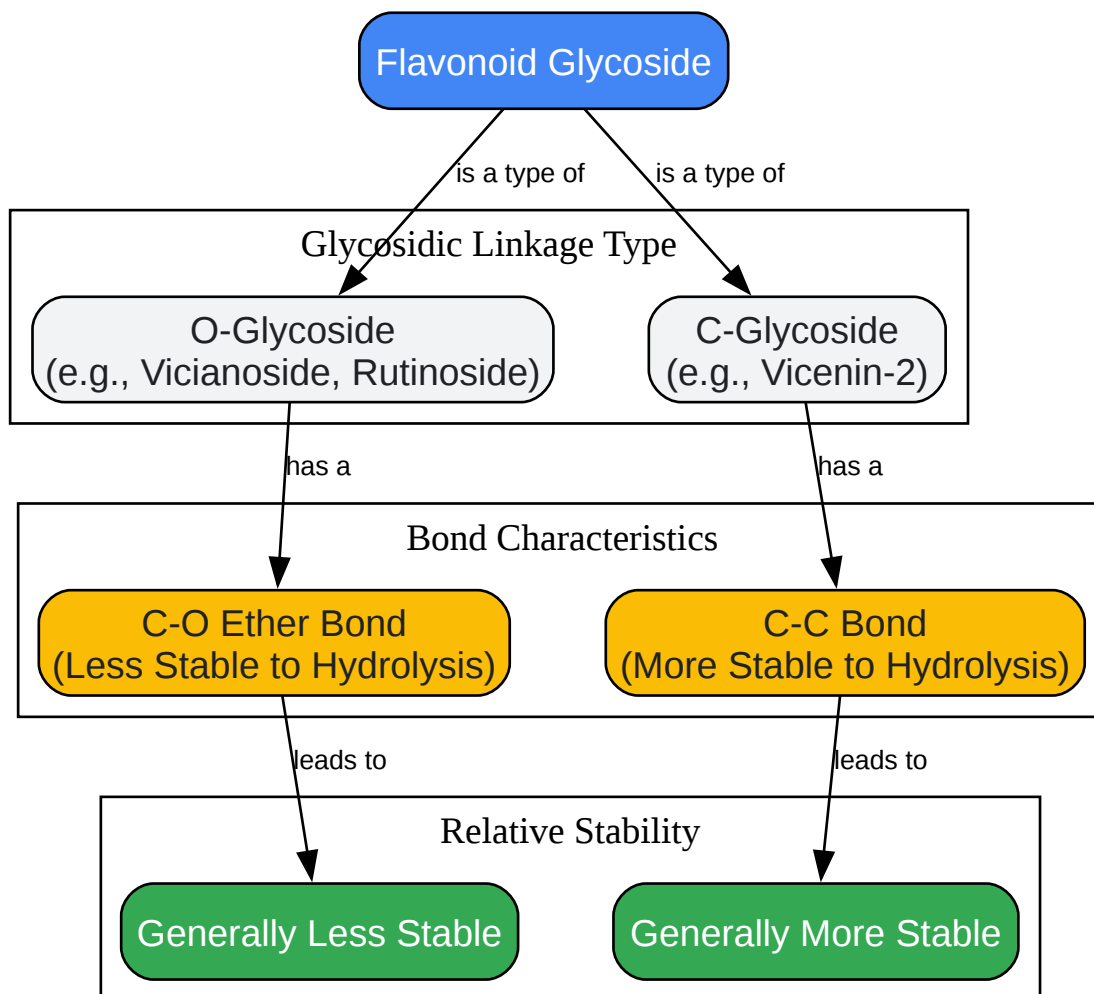 Flavonoid Glycoside
is a type of
is a type of
Glycosidic Linkage Type
O-Glycoside
(e.g., Vicianoside, Rutinoside)
C-Glycoside
(e.g., Vicenin-2)
has a
has a
Bond Characteristics
C-O Ether Bond
(Less Stable to Hydrolysis)
C-C Bond
(More Stable to Hydrolysis)
leads to
leads to
Relative Stability
Generally Less Stable
Generally More Stable